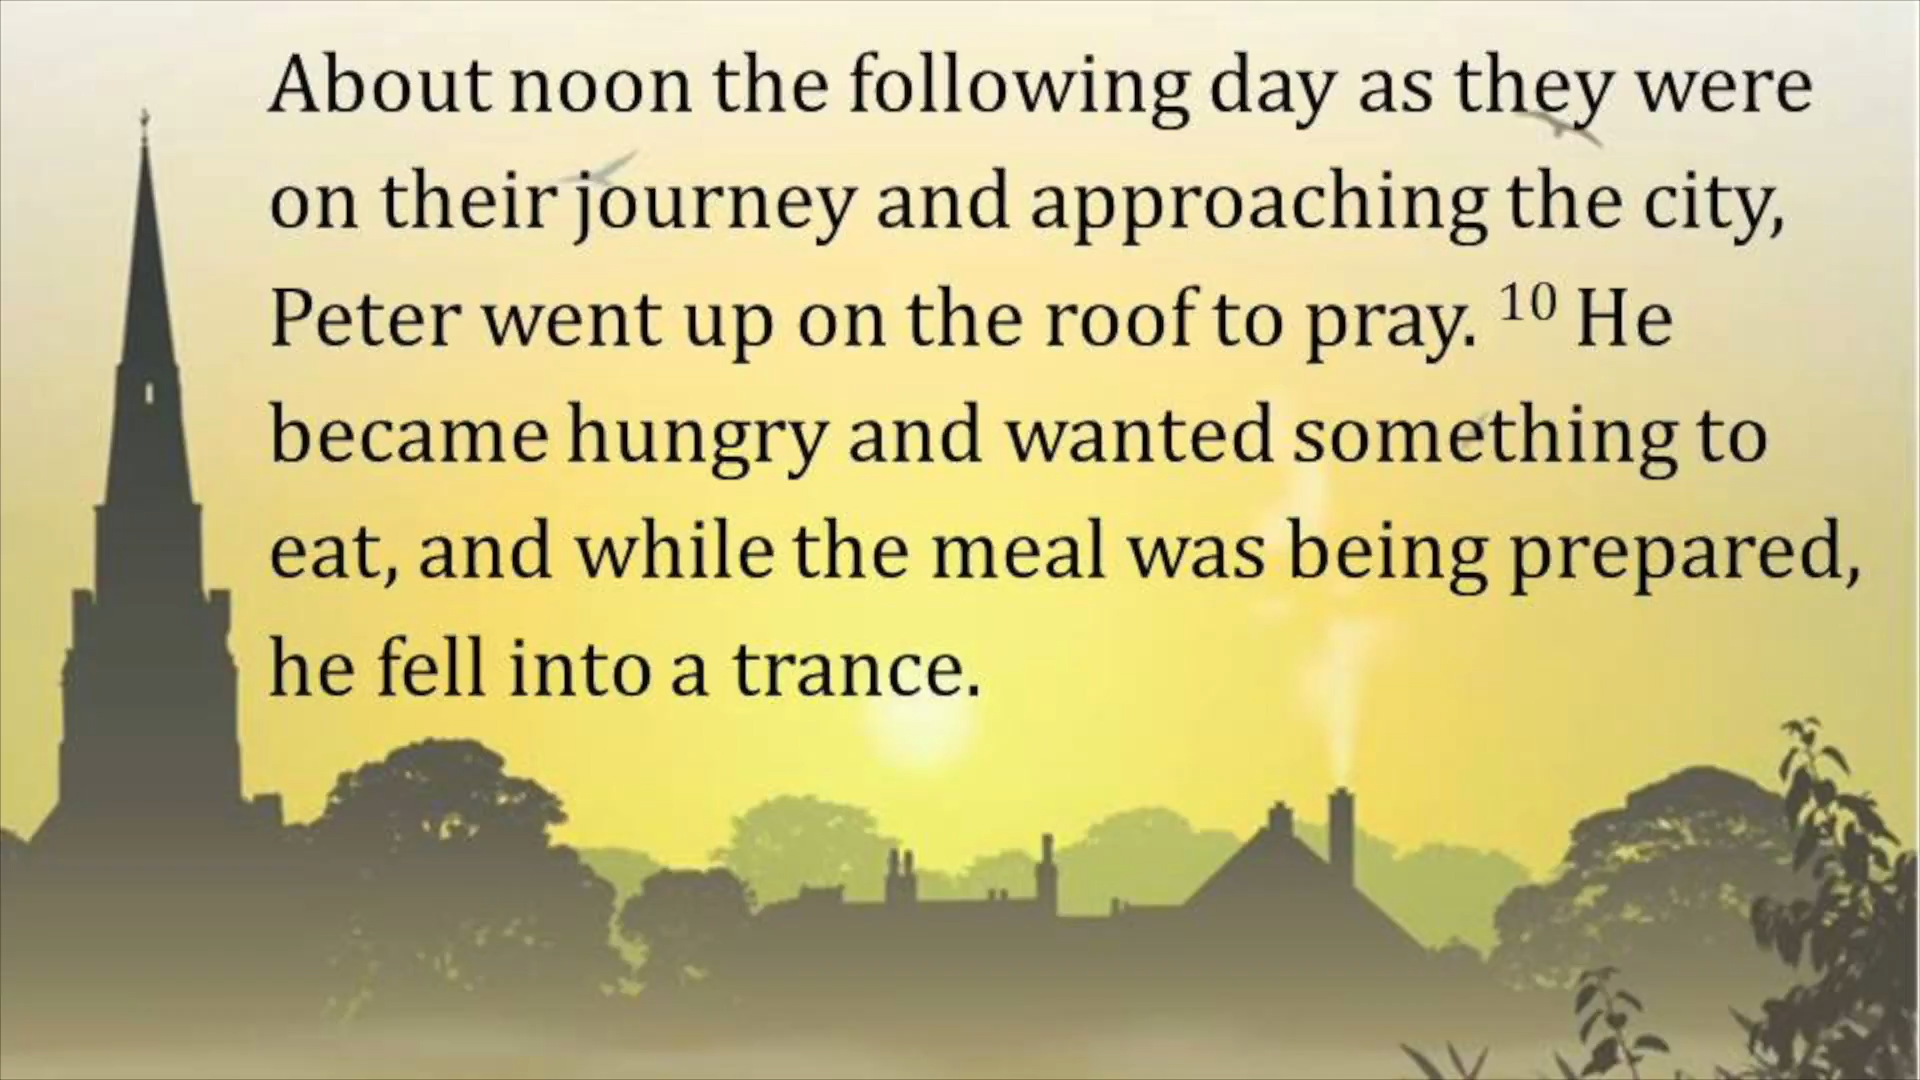 About noon the following day as they were
on their journey and approaching the city,
Peter went up on the roof to pray. 10 He
became hungry and wanted something to
eat, and while the meal was being prepared,
he fell into a trance.